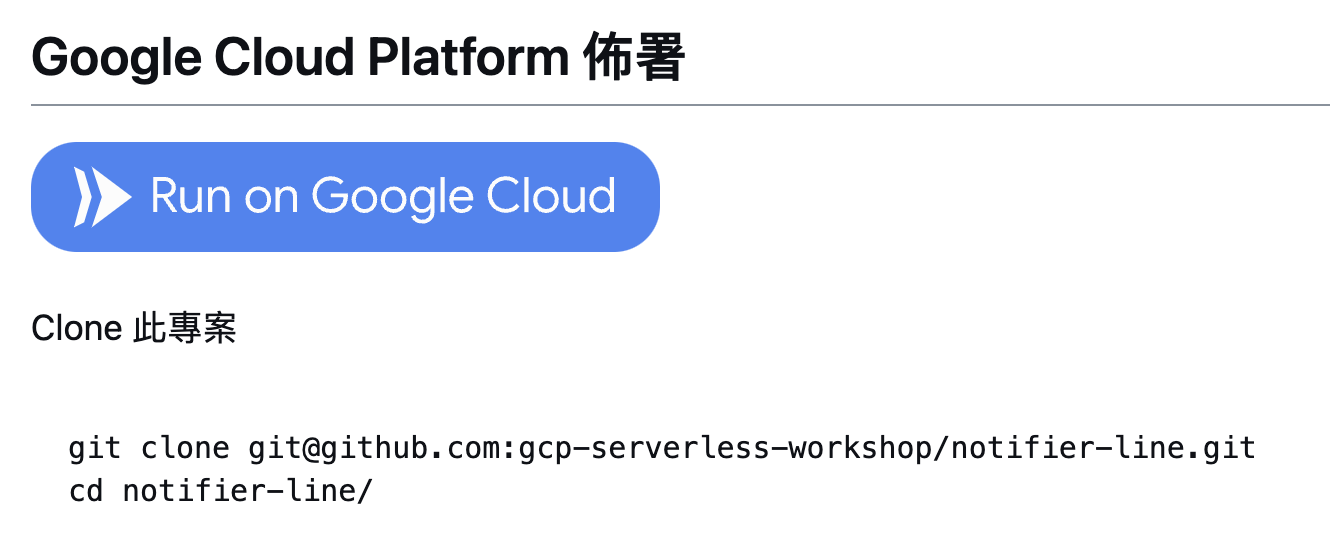 Google Cloud Platform 佈署
Run on Google Cloud
Clone 此專案
git clone git@github.com:gcp-serverless-workshop/notifier-line.git
cd notifier-line/